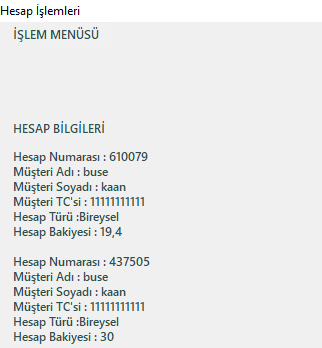 Hesap İşlemleri
İŞLEM MENÜSÜ
HESAP BİLGİLERİ
Hesap Numarası : 610079
Müşteri Adı : buse
Müşteri Soyadı : kaan
Müşteri TC'si : 11111111111
Hesap Türü :Bireysel
Hesap Bakiyesi : 19,4
Hesap Numarası : 437505
Müşteri Adı : buse
Müşteri Soyadı : kaan
Müşteri TC'si : 11111111111
Hesap Türü :Bireysel
Hesap Bakiyesi : 30